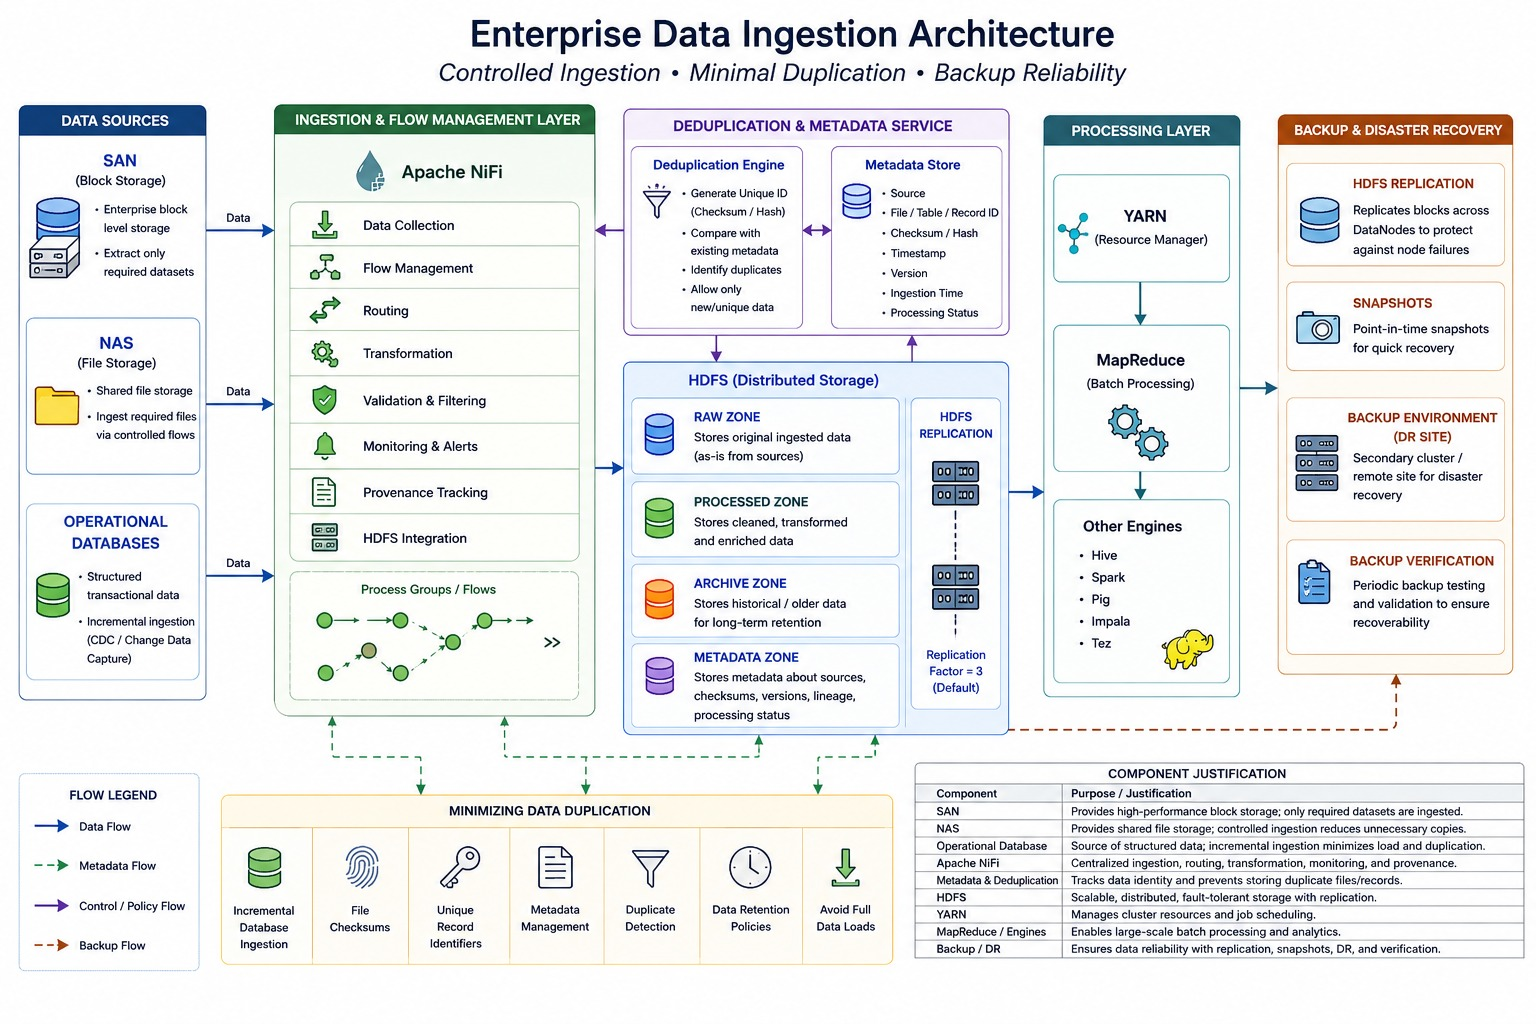 Enterprise Data Ingestion Architecture
Controlled Ingestion • Minimal Duplication • Backup Reliability
DATA SOURCES
SAN
(Block Storage)
• Enterprise block
level storage
• Extract only
required datasets
NAS
(File Storage)
• Shared file storage
• Ingest required files
via controlled flows
OPERATIONAL
DATABASES
• Structured
transactional data
• Incremental ingestion
(CDC / Change Data
Capture)
Data
Data
Data
INGESTION & FLOW MANAGEMENT LAYER
Apache NiFi
Data Collection
Flow Management
Routing
Transformation
Validation & Filtering
Monitoring & Alerts
Provenance Tracking
HDFS Integration
Process Groups / Flows
>>
DEDUPLICATION & METADATA SERVICE
Deduplication Engine
• Generate Unique ID
(Checksum / Hash)
• Compare with
existing metadata
• Identify duplicates
• Allow only
new/unique data
Metadata Store
• Source
• File / Table / Record ID
• Checksum / Hash
• Timestamp
• Version
• Ingestion Time
• Processing Status
HDFS (Distributed Storage)
RAW ZONE
Stores original ingested data
(as-is from sources)
PROCESSED ZONE
Stores cleaned, transformed
and enriched data
ARCHIVE ZONE
Stores historical / older data
for long-term retention
METADATA ZONE
Stores metadata about sources,
checksums, versions, lineage,
processing status
HDFS
REPLICATION
Replication
Factor = 3
(Default)
PROCESSING LAYER
YARN
(Resource Manager)
MapReduce
(Batch Processing)
Other Engines
• Hive
• Spark
• Pig
• Impala
• Tez
BACKUP & DISASTER RECOVERY
HDFS REPLICATION
Replicates blocks across
DataNodes to protect
against node failures
SNAPSHOTS
Point-in-time snapshots
for quick recovery
BACKUP ENVIRONMENT
(DR SITE)
Secondary cluster /
remote site for disaster
recovery
BACKUP VERIFICATION
Periodic backup testing
and validation to ensure
recoverability
FLOW LEGEND
Data Flow
Metadata Flow
Control / Policy Flow
Backup Flow
MINIMIZING DATA DUPLICATION
Incremental
Database
Ingestion
File
Checksums
Unique
Record
Identifiers
Metadata
Management
Duplicate
Detection
Data Retention
Policies
Avoid Full
Data Loads
COMPONENT JUSTIFICATION
Component Purpose / Justification
SAN Provides high-performance block storage; only required datasets are ingested.
NAS Provides shared file storage; controlled ingestion reduces unnecessary copies.
Operational Database Source of structured data; incremental ingestion minimizes load and duplication.
Apache NiFi Centralized ingestion, routing, transformation, monitoring, and provenance.
Metadata & Deduplication Tracks data identity and prevents storing duplicate files/records.
HDFS Scalable, distributed, fault-tolerant storage with replication.
YARN Manages cluster resources and job scheduling.
MapReduce / Engines Enables large-scale batch processing and analytics.
Backup / DR Ensures data reliability with replication, snapshots, DR, and verification.